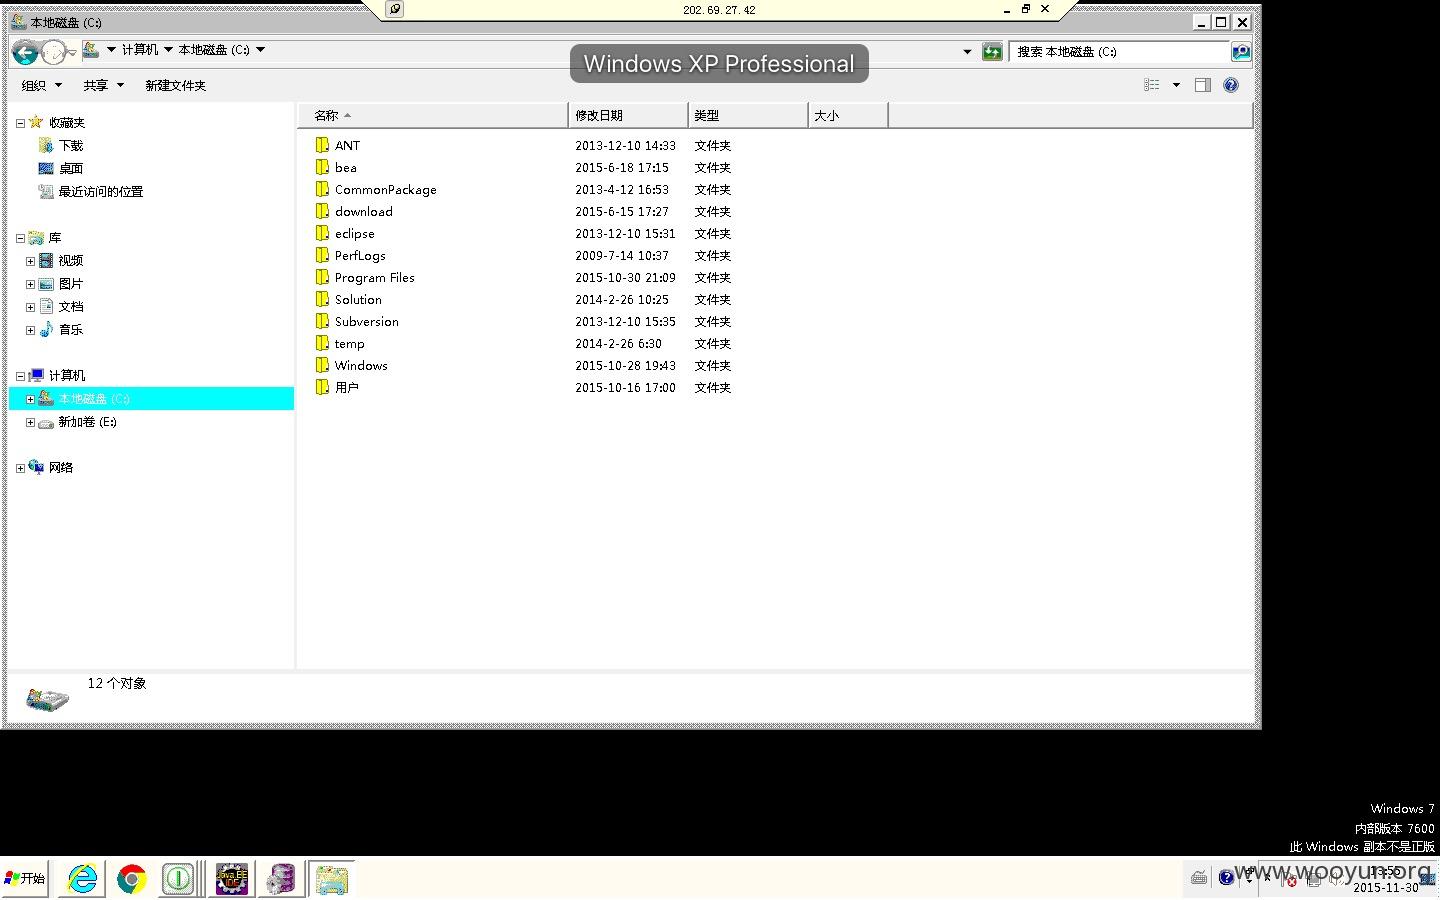 202.69.27.42
本地磁盘 (C:)
计算机 本地磁盘 (C:)
搜索 本地磁盘 (C:)
Windows XP Professional
组织 共享 新建文件夹
名称 修改日期 类型 大小
收藏夹
下载
桌面
最近访问的位置
库
视频
图片
文档
音乐
计算机
本地磁盘 (C:)
新加卷 (E:)
网络
ANT 2013-12-10 14:33 文件夹
bea 2015-6-18 17:15 文件夹
CommonPackage 2013-4-12 16:53 文件夹
download 2015-6-15 17:27 文件夹
eclipse 2013-12-10 15:31 文件夹
PerfLogs 2009-7-14 10:37 文件夹
Program Files 2015-10-30 21:09 文件夹
Solution 2014-2-26 10:25 文件夹
Subversion 2013-12-10 15:35 文件夹
temp 2014-2-26 6:30 文件夹
Windows 2015-10-28 19:43 文件夹
用户 2015-10-16 17:00 文件夹
12 个对象
Windows 7
内部版本 7600
此 Windows 副本不是正版
开始
Java EE
IDE
www.wooyun.org
2015-11-30